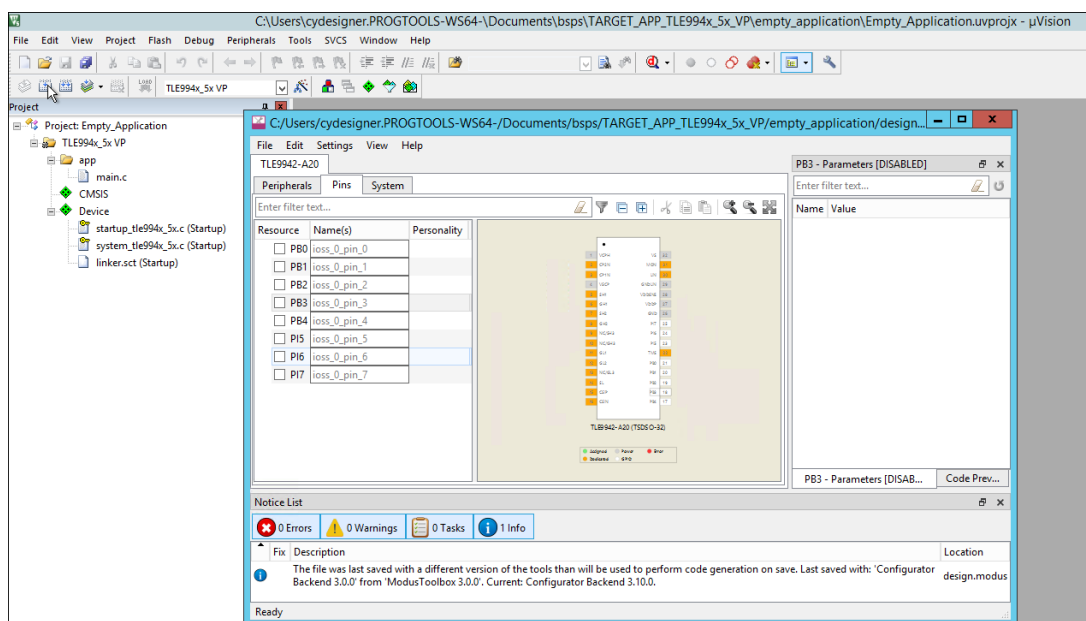 C:\Users\cydesigner.PROGTOOLS-WS64-\Documents\bsps\TARGET_APP_TLE994x_5x_VP\empty_application\Empty_Application.uvprojx - µVision
File Edit View Project Flash Debug Peripherals Tools SVCS Window Help
LOAD
TLE994x_5x VP
Project
Project: Empty_Application
TLE994x_5x VP
app
main.c
CMSIS
Device
startup_tle994x_5x.c (Startup)
system_tle994x_5x.c (Startup)
linker.sct (Startup)
C:/Users/cydesigner.PROGTOOLS-WS64-/Documents/bsps/TARGET_APP_TLE994x_5x_VP/empty_application/design...
File Edit Settings View Help
TLE9942-A20
Peripherals Pins System
Enter filter text...
Resource Name(s) Personality
PB0 ioss_0_pin_0
PB1 ioss_0_pin_1
PB2 ioss_0_pin_2
PB3 ioss_0_pin_3
PB4 ioss_0_pin_4
PI5 ioss_0_pin_5
PI6 ioss_0_pin_6
PI7 ioss_0_pin_7
TLE9942-A20 (TSDSO-32)
Assigned Power Error
GPIO
PB3 - Parameters [DISABLED]
Enter filter text...
Name Value
PB3 - Parameters [DISAB... Code Prev...
Notice List
0 Errors 0 Warnings 0 Tasks 1 Info
Fix Description Location
The file was last saved with a different version of the tools than will be used to perform code generation on save. Last saved with: 'Configurator
Backend 3.0.0' from 'ModusToolbox 3.0.0'. Current: Configurator Backend 3.10.0.
design.modus
Ready